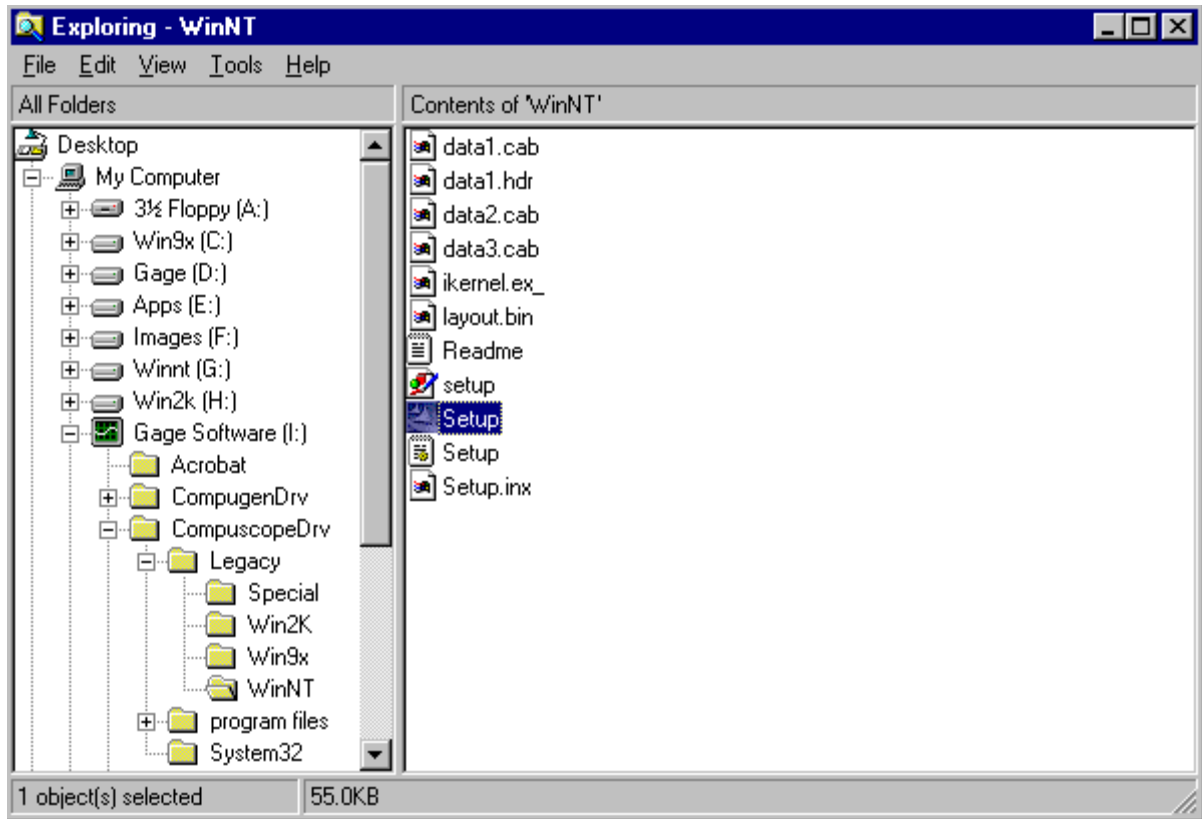 Exploring - WinNT
File Edit View Tools Help
All Folders
Contents of 'WinNT'
Desktop
My Computer
3½ Floppy (A:)
Win9x (C:)
Gage (D:)
Apps (E:)
Images (F:)
Winnt (G:)
Win2k (H:)
Gage Software (I:)
Acrobat
CompugenDrv
CompuscopeDrv
Legacy
Special
Win2K
Win9x
WinNT
program files
System32
data1.cab
data1.hdr
data2.cab
data3.cab
ikernel.ex_
layout.bin
Readme
setup
Setup
Setup
Setup.inx
1 object(s) selected
55.0KB